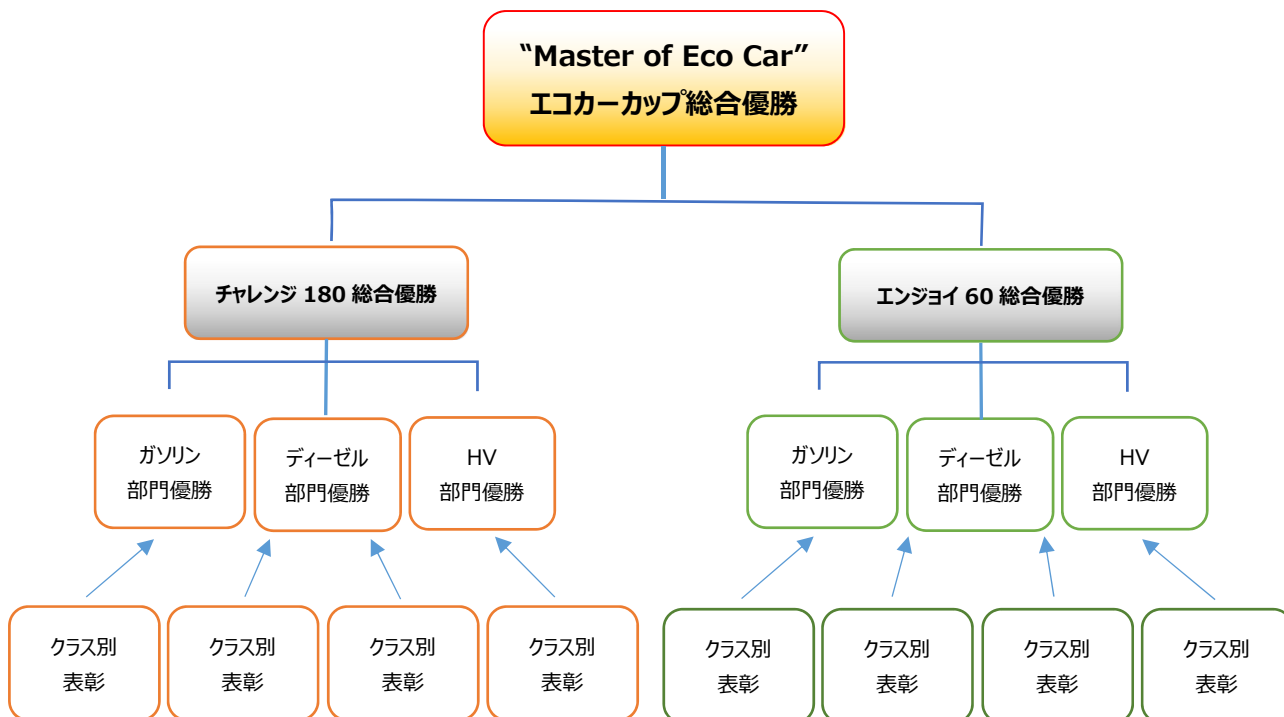 “Master of Eco Car”
エコカーカップ総合優勝
チャレンジ 180 総合優勝
エンジョイ 60 総合優勝
ガソリン
部門優勝
ディーゼル
部門優勝
HV
部門優勝
ガソリン
部門優勝
ディーゼル
部門優勝
HV
部門優勝
クラス別
表彰
クラス別
表彰
クラス別
表彰
クラス別
表彰
クラス別
表彰
クラス別
表彰
クラス別
表彰
クラス別
表彰